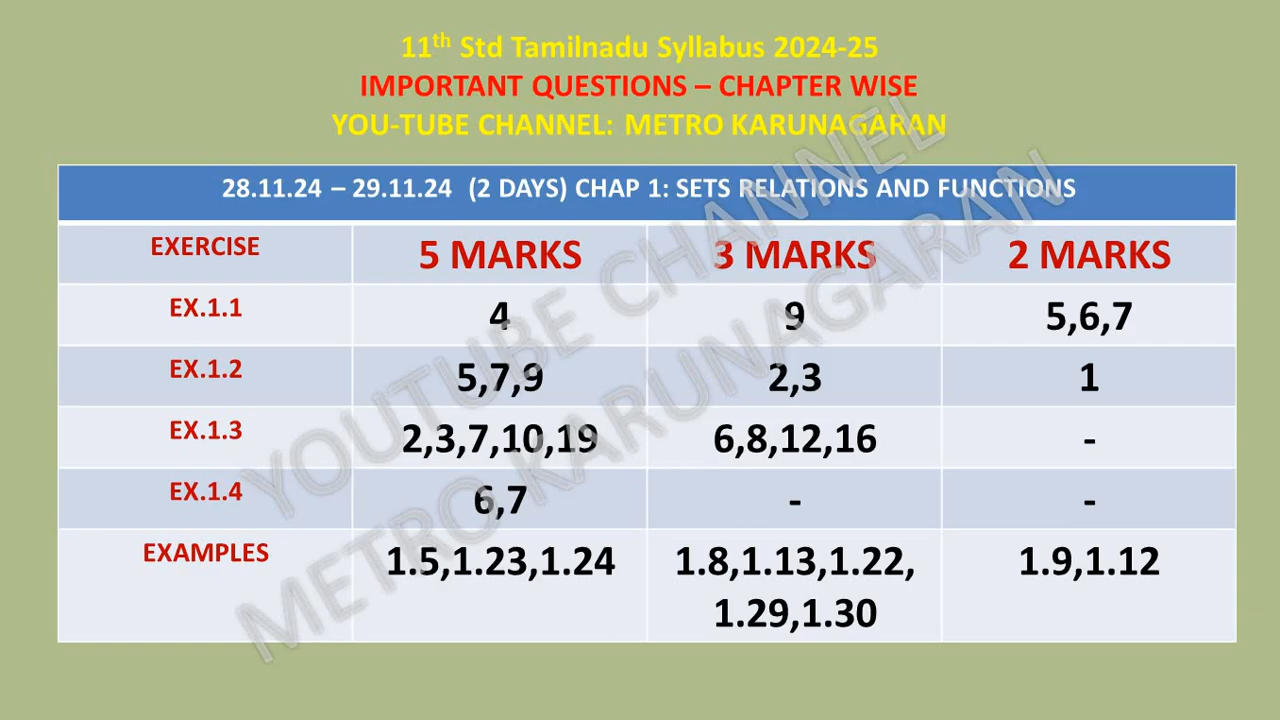 11th Std Tamilnadu Syllabus 2024-25
IMPORTANT QUESTIONS – CHAPTER WISE
YOU-TUBE CHANNEL: METRO KARUNAGARAN
28.11.24 – 29.11.24 (2 DAYS) CHAP 1: SETS RELATIONS AND FUNCTIONS
EXERCISE 5 MARKS 3 MARKS 2 MARKS
EX.1.1 4 9 5,6,7
EX.1.2 5,7,9 2,3 1
EX.1.3 2,3,7,10,19 6,8,12,16 -
EX.1.4 6,7 - -
EXAMPLES 1.5,1.23,1.24 1.8,1.13,1.22, 1.9,1.12
1.29,1.30
YOUTUBE CHANNEL
METRO KARUNAGARAN